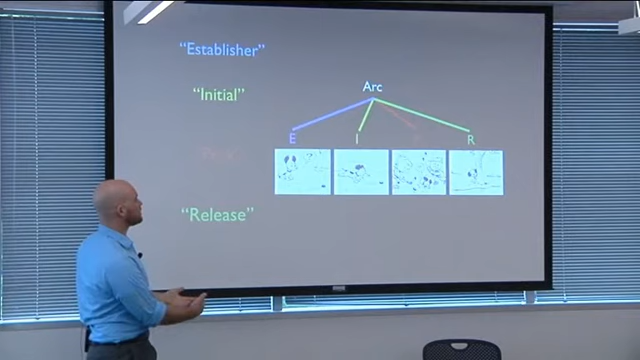 "Establisher"
"Initial"
Arc
E I R
"Release"